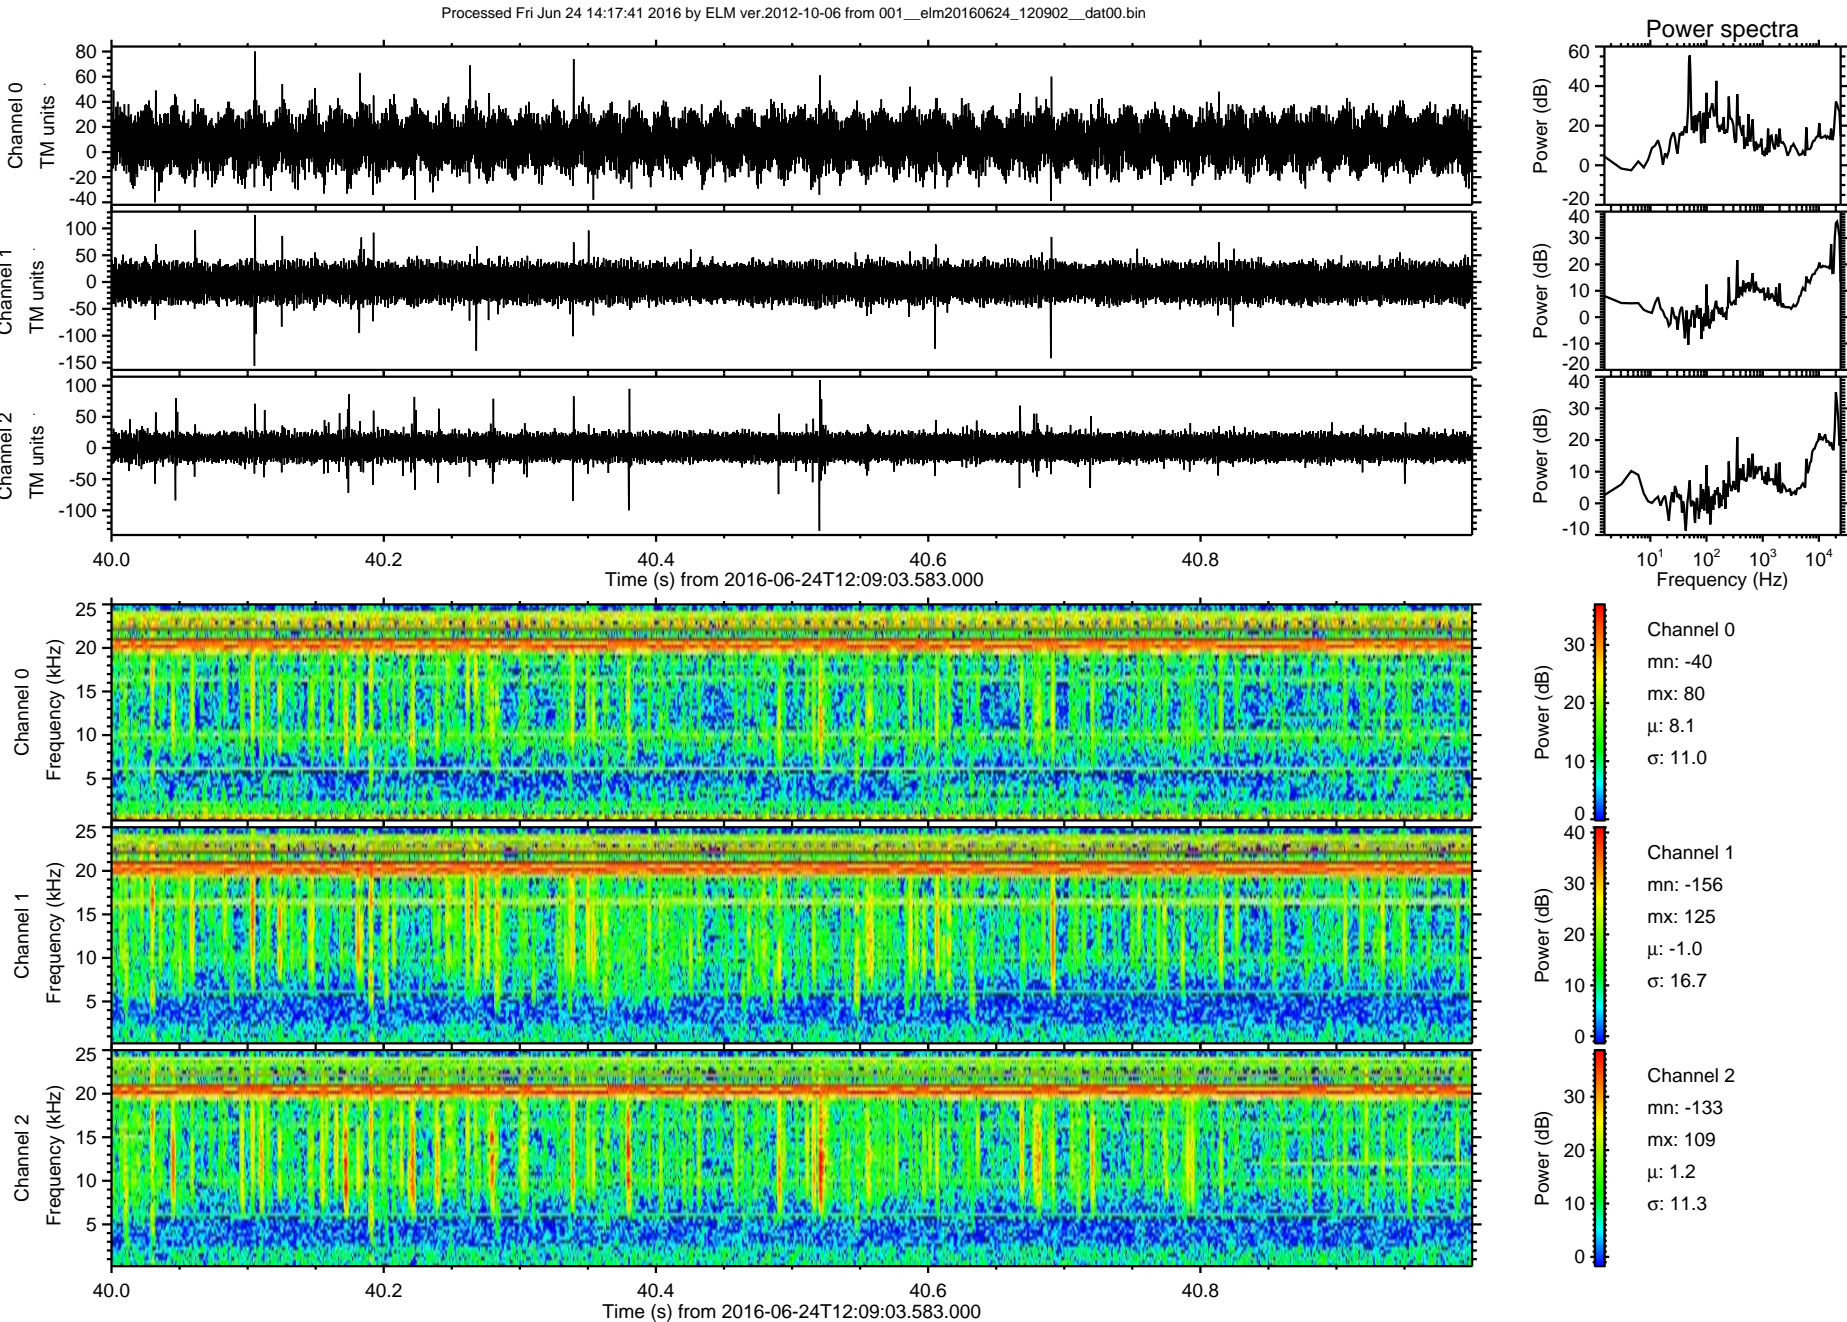 Processed Fri Jun 24 14:17:41 2016 by ELM ver.2012-10-06 from 001__elm20160624_120902__dat00.bin
Power spectra
Channel 0
TM units
80
60
40
20
0
-20
-40
Power (dB)
60
40
20
0
-20
Channel 1
TM units
100
50
0
-50
-100
-150
Power (dB)
40
30
20
10
0
-10
-20
Channel 2
TM units
100
50
0
-50
-100
Power (dB)
40
30
20
10
0
-10
40.0 40.2 40.4 40.6 40.8
Time (s) from 2016-06-24T12:09:03.583.000
10¹ 10² 10³ 10⁴
Frequency (Hz)
Channel 0
Frequency (kHz)
25
20
15
10
5
Power (dB)
30
20
10
0
Channel 0
mn: -40
mx: 80
μ: 8.1
σ: 11.0
Channel 1
Frequency (kHz)
25
20
15
10
5
Power (dB)
40
30
20
10
0
Channel 1
mn: -156
mx: 125
μ: -1.0
σ: 16.7
Channel 2
Frequency (kHz)
25
20
15
10
5
Power (dB)
30
20
10
0
Channel 2
mn: -133
mx: 109
μ: 1.2
σ: 11.3
40.0 40.2 40.4 40.6 40.8
Time (s) from 2016-06-24T12:09:03.583.000